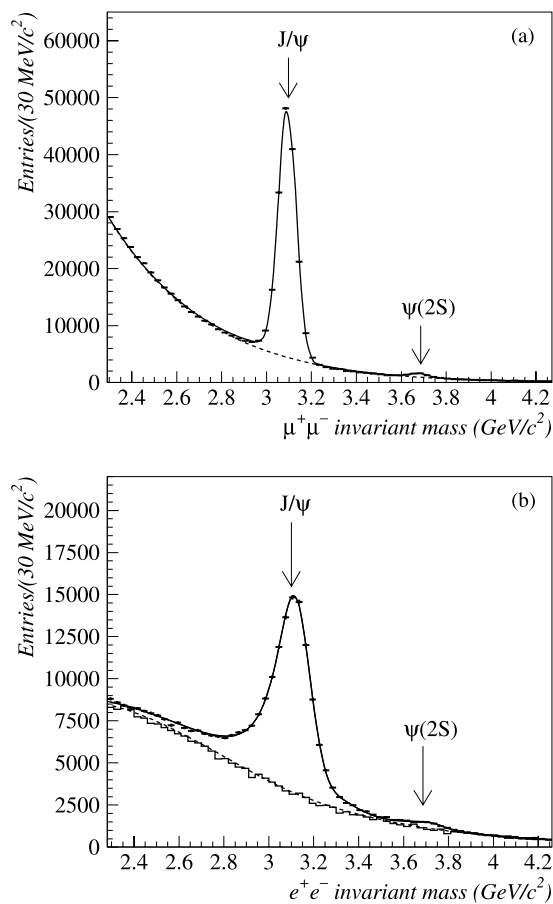 60000
50000
40000
30000
20000
10000
0
Entries/(30 MeV/c²)
J/ψ
(a)
ψ(2S)
2.4 2.6 2.8 3 3.2 3.4 3.6 3.8 4 4.2
μ⁺μ⁻ invariant mass (GeV/c²)
20000
17500
15000
12500
10000
7500
5000
2500
0
Entries/(30 MeV/c²)
J/ψ
(b)
ψ(2S)
2.4 2.6 2.8 3 3.2 3.4 3.6 3.8 4 4.2
e⁺e⁻ invariant mass (GeV/c²)